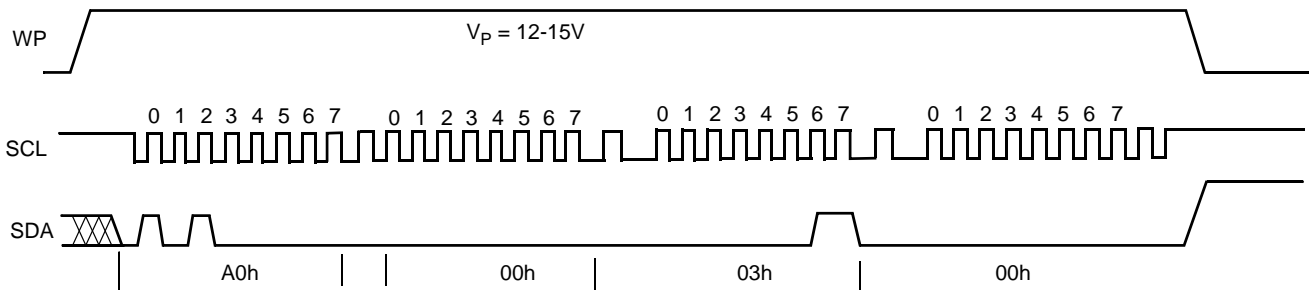 WP
V_P = 12-15V
0 1 2 3 4 5 6 7 0 1 2 3 4 5 6 7 0 1 2 3 4 5 6 7 0 1 2 3 4 5 6 7
SCL
SDA
A0h 00h 03h 00h